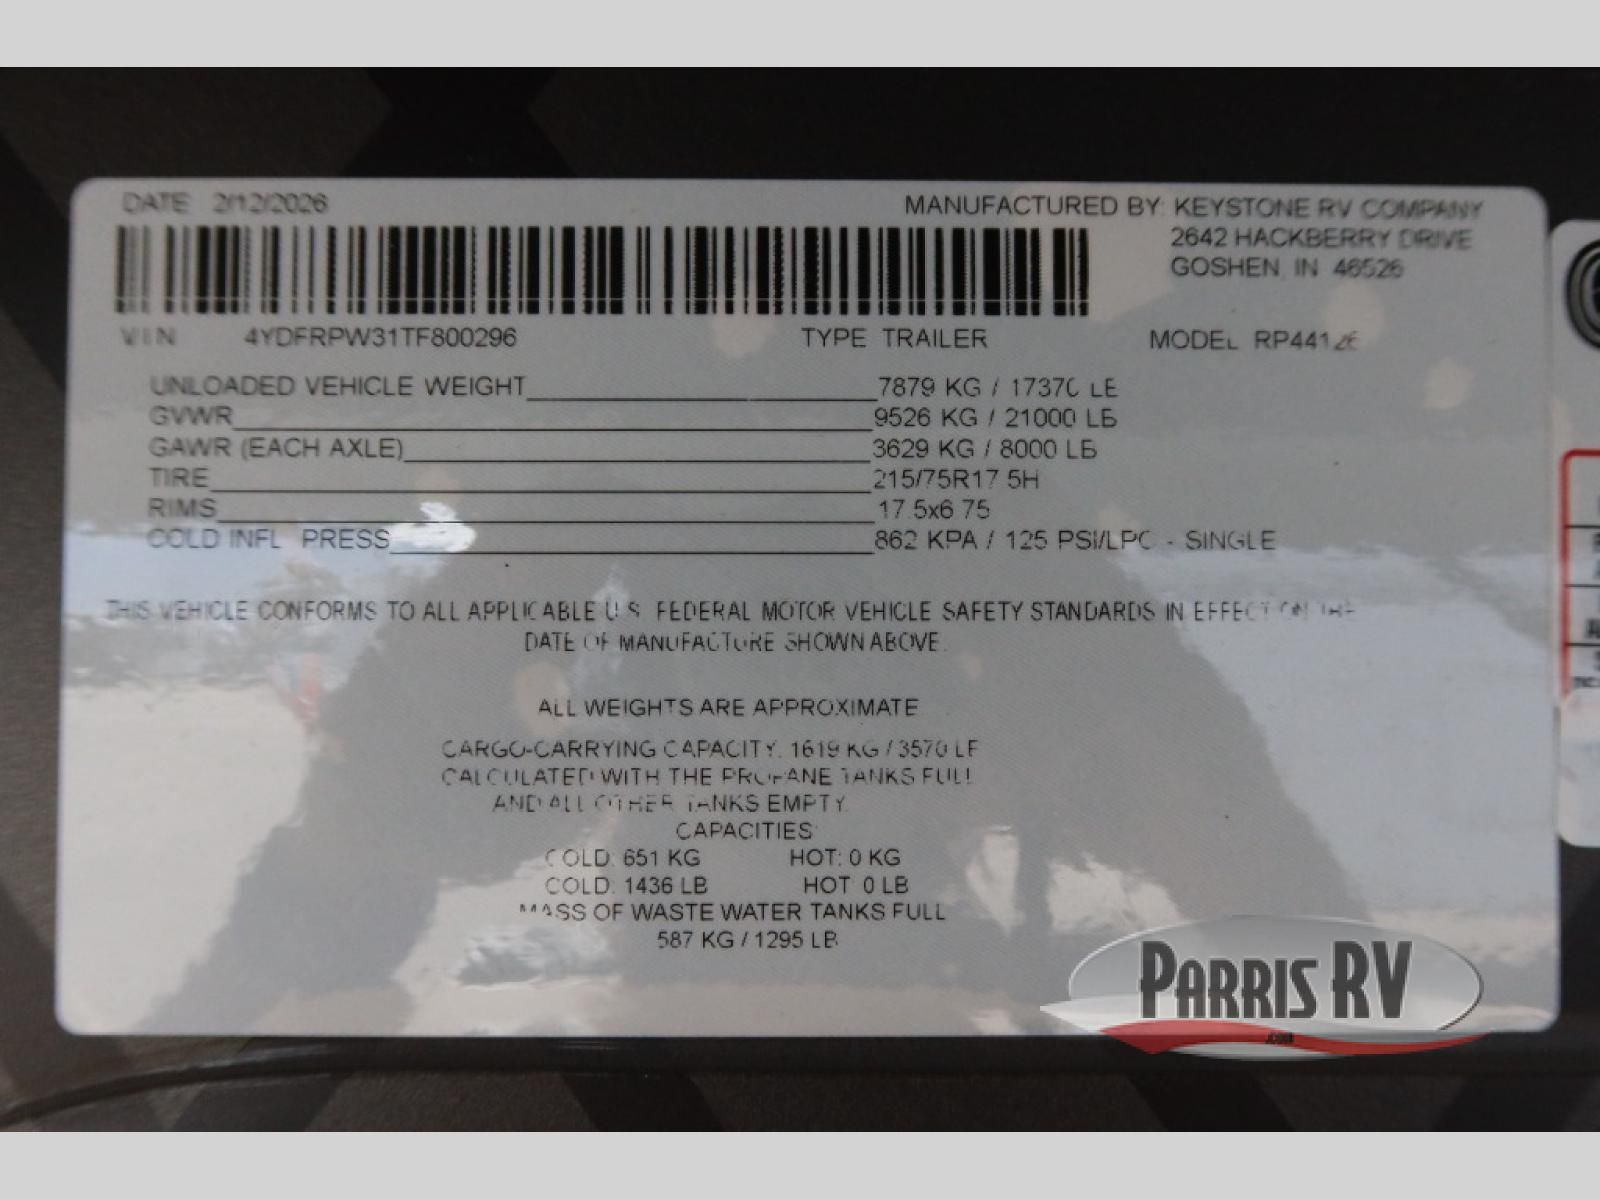 DATE 2/12/2026
MANUFACTURED BY: KEYSTONE RV COMPANY
2642 HACKBERRY DRIVE
GOSHEN, IN 46526
VIN 4YDFRPW31TF800296 TYPE TRAILER MODEL
UNLOADED VEHICLE WEIGHT 7879 KG / 17370 LB
GVWR 9526 KG / 21000 LB
GAWR (EACH AXLE) 3629 KG / 8000 LB
TIRE 215/75R17 5H
RIMS 17 5x6 75
COLD INFL PRESS 862 KPA / 125 PSI/LPC - SINGLE
THIS VEHICLE CONFORMS TO ALL APPLICABLE U S FEDERAL MOTOR VEHICLE SAFETY STANDARDS IN EFFECT ON THE
DATE OF MANUFACTURE SHOWN ABOVE.
ALL WEIGHTS ARE APPROXIMATE
CARGO-CARRYING CAPACITY: 1619 KG / 3570 LB
CALCULATED WITH THE PROPANE TANKS FULL
AND ALL OTHER TANKS EMPTY.
CAPACITIES
COLD: 651 KG HOT: 0 KG
COLD: 1436 LB HOT 0 LB
MASS OF WASTE WATER TANKS FULL
587 KG / 1295 LB
PARRIS RV
.COM